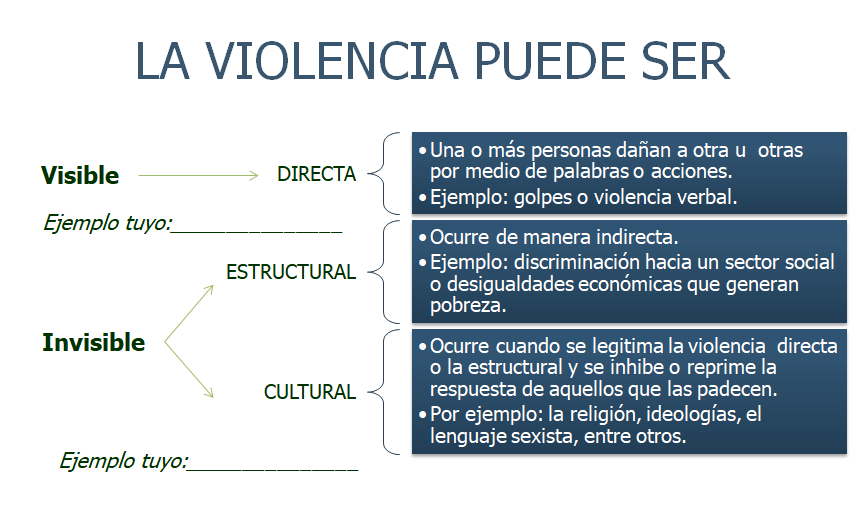 LA VIOLENCIA PUEDE SER
Visible
DIRECTA
•Una o más personas dañan a otra u otras
por medio de palabras o acciones.
•Ejemplo: golpes o violencia verbal.
Ejemplo tuyo:_______________
ESTRUCTURAL
•Ocurre de manera indirecta.
•Ejemplo: discriminación hacia un sector social
o desigualdades económicas que generan
pobreza.
Invisible
CULTURAL
•Ocurre cuando se legitima la violencia directa
o la estructural y se inhibe o reprime la
respuesta de aquellos que las padecen.
•Por ejemplo: la religión, ideologías, el
lenguaje sexista, entre otros.
Ejemplo tuyo:_______________